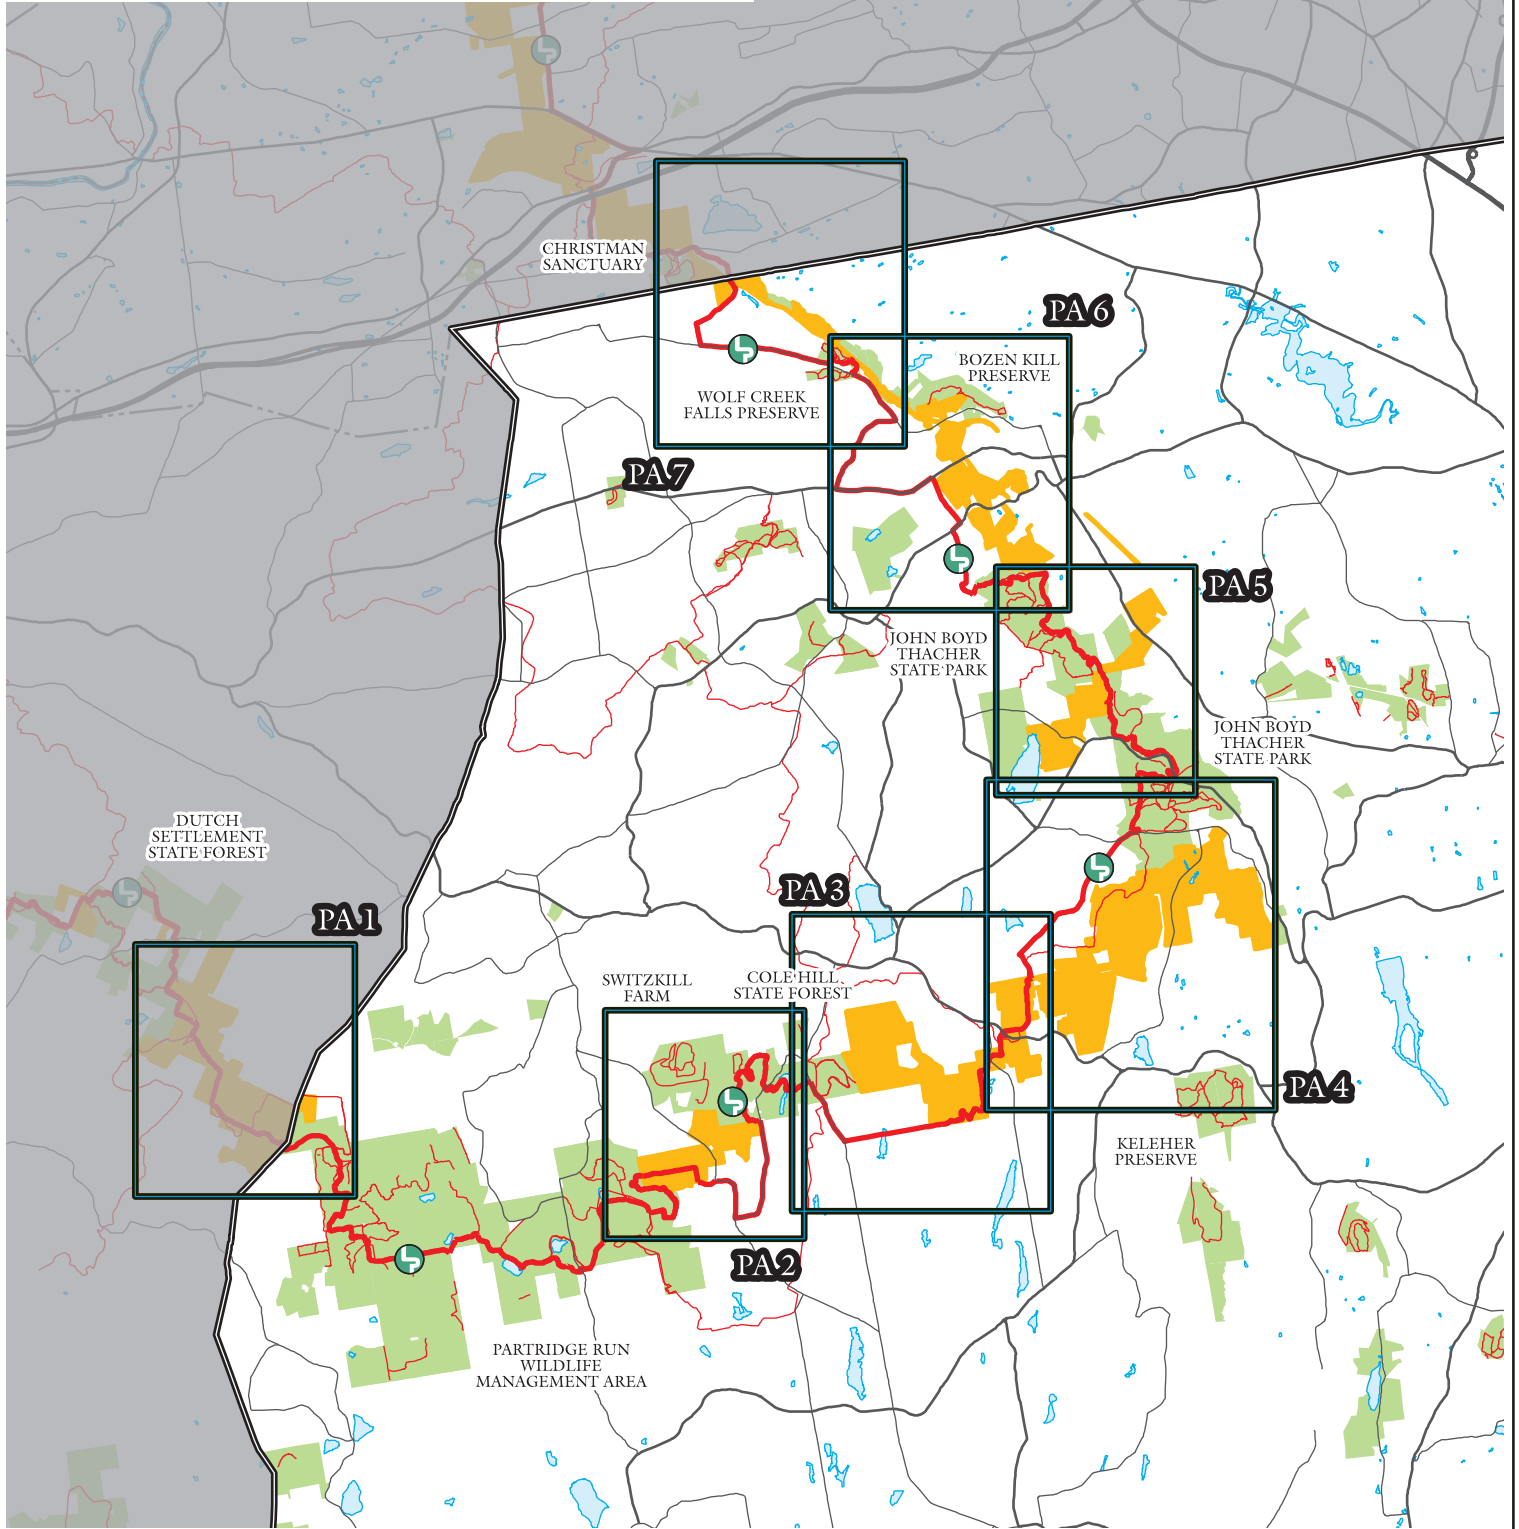 CHRISTMAN
SANCTUARY
PA 6
BOZEN KILL
PRESERVE
WOLF CREEK
FALLS PRESERVE
PA 7
PA 5
JOHN BOYD
THACHER
STATE PARK
JOHN BOYD
THACHER
STATE PARK
DUTCH
SETTLEMENT
STATE FOREST
PA 3
PA 1
SWITZKILL
FARM
COLE HILL
STATE FOREST
PA 4
KELEHER
PRESERVE
PA 2
PARTRIDGE RUN
WILDLIFE
MANAGEMENT AREA